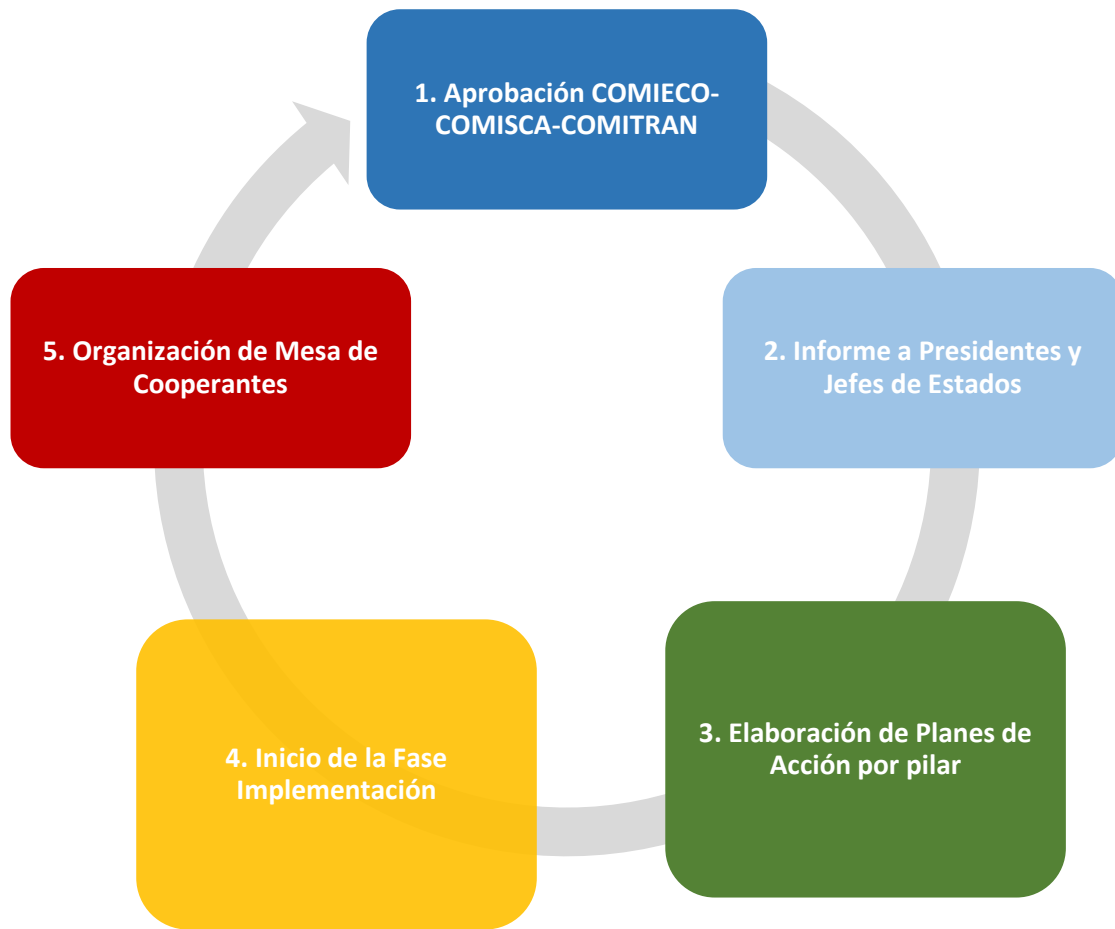 1. Aprobación COMIECO-
COMISCA-COMITRAN
2. Informe a Presidentes y
Jefes de Estados
3. Elaboración de Planes de
Acción por pilar
4. Inicio de la Fase
Implementación
5. Organización de Mesa de
Cooperantes